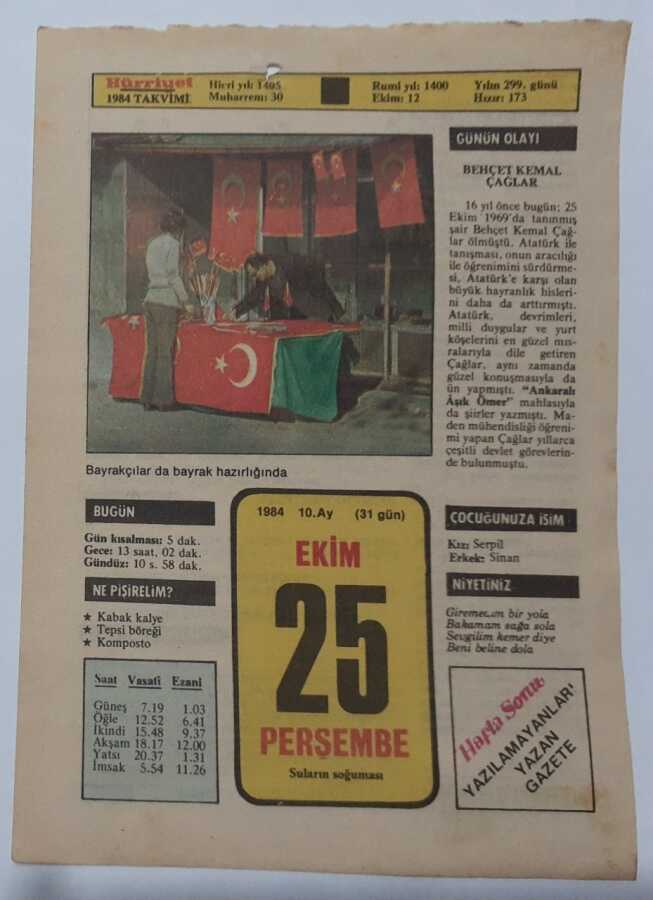 Hürriyet
1984 TAKVİMİ
Hicri yılı: 1405
Muharrem: 30
Rumi yıl: 1400
Ekim: 12
Yılın 299. günü
Hızır: 173
GÜNÜN OLAYI
BEHÇET KEMAL
ÇAĞLAR
16 yıl önce bugün; 25
Ekim 1969'da tanınmış
şair Behçet Kemal Çağ-
lar ölmüştü. Atatürk ile
tanışması, onun aracılığı
ile öğrenimini sürdürme-
si, Atatürk'e karşı olan
büyük hayranlık hisleri-
ni daha da arttırmıştı.
Atatürk, devrimleri,
milli duygular ve yurt
köşelerini en güzel mıs-
ralarıyla dile getiren
Çağlar, aynı zamanda
güzel konuşmasıyla da
ün yapmıştı. "Ankaralı
Âşık Ömer" mahlasıyla
da şiirler yazmıştı. Ma-
den mühendisliği öğreni-
mi yapan Çağlar yıllarca
çeşitli devlet görevlerin-
de bulunmuştu.
Bayrakçılar da bayrak hazırlığında
BUGÜN
Gün kısalması: 5 dak.
Gece: 13 saat, 02 dak.
Gündüz: 10 s. 58 dak.
NE PİŞİRELİM?
★ Kabak kalye
★ Tepsi böreği
★ Komposto
Saat Vasatî Ezanî
Güneş 7.19 1.03
Öğle 12.52 6.41
İkindi 15.48 9.37
Akşam 18.17 12.00
Yatsı 20.37 1.31
İmsak 5.54 11.26
1984 10.Ay (31 gün)
EKİM
25
PERŞEMBE
Suların soğuması
ÇOCUĞUNUZA İSİM
Kız: Serpil
Erkek: Sinan
NİYETİNİZ
Giremedim bir yola
Bakamam sağa sola
Sevgilim kemer diye
Beni beline dola
Hafta Sonu
YAZILAMAYANLARI
YAZAN
GAZETE